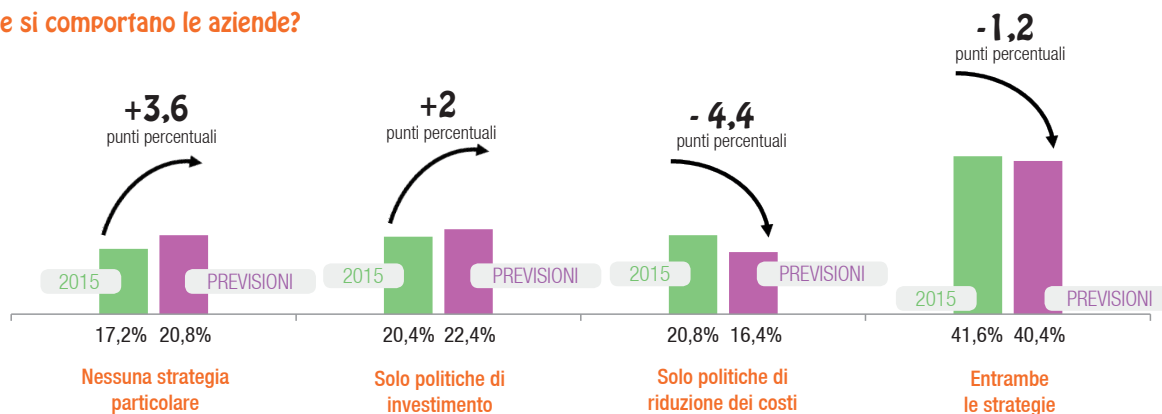 e si comportano le aziende?
+3,6
punti percentuali
2015
PREVISIONI
17,2% 20,8%
Nessuna strategia
particolare
+2
punti percentuali
2015
PREVISIONI
20,4% 22,4%
Solo politiche di
investimento
- 4,4
punti percentuali
2015
PREVISIONI
20,8% 16,4%
Solo politiche di
riduzione dei costi
-1,2
punti percentuali
2015
PREVISIONI
41,6% 40,4%
Entrambe
le strategie